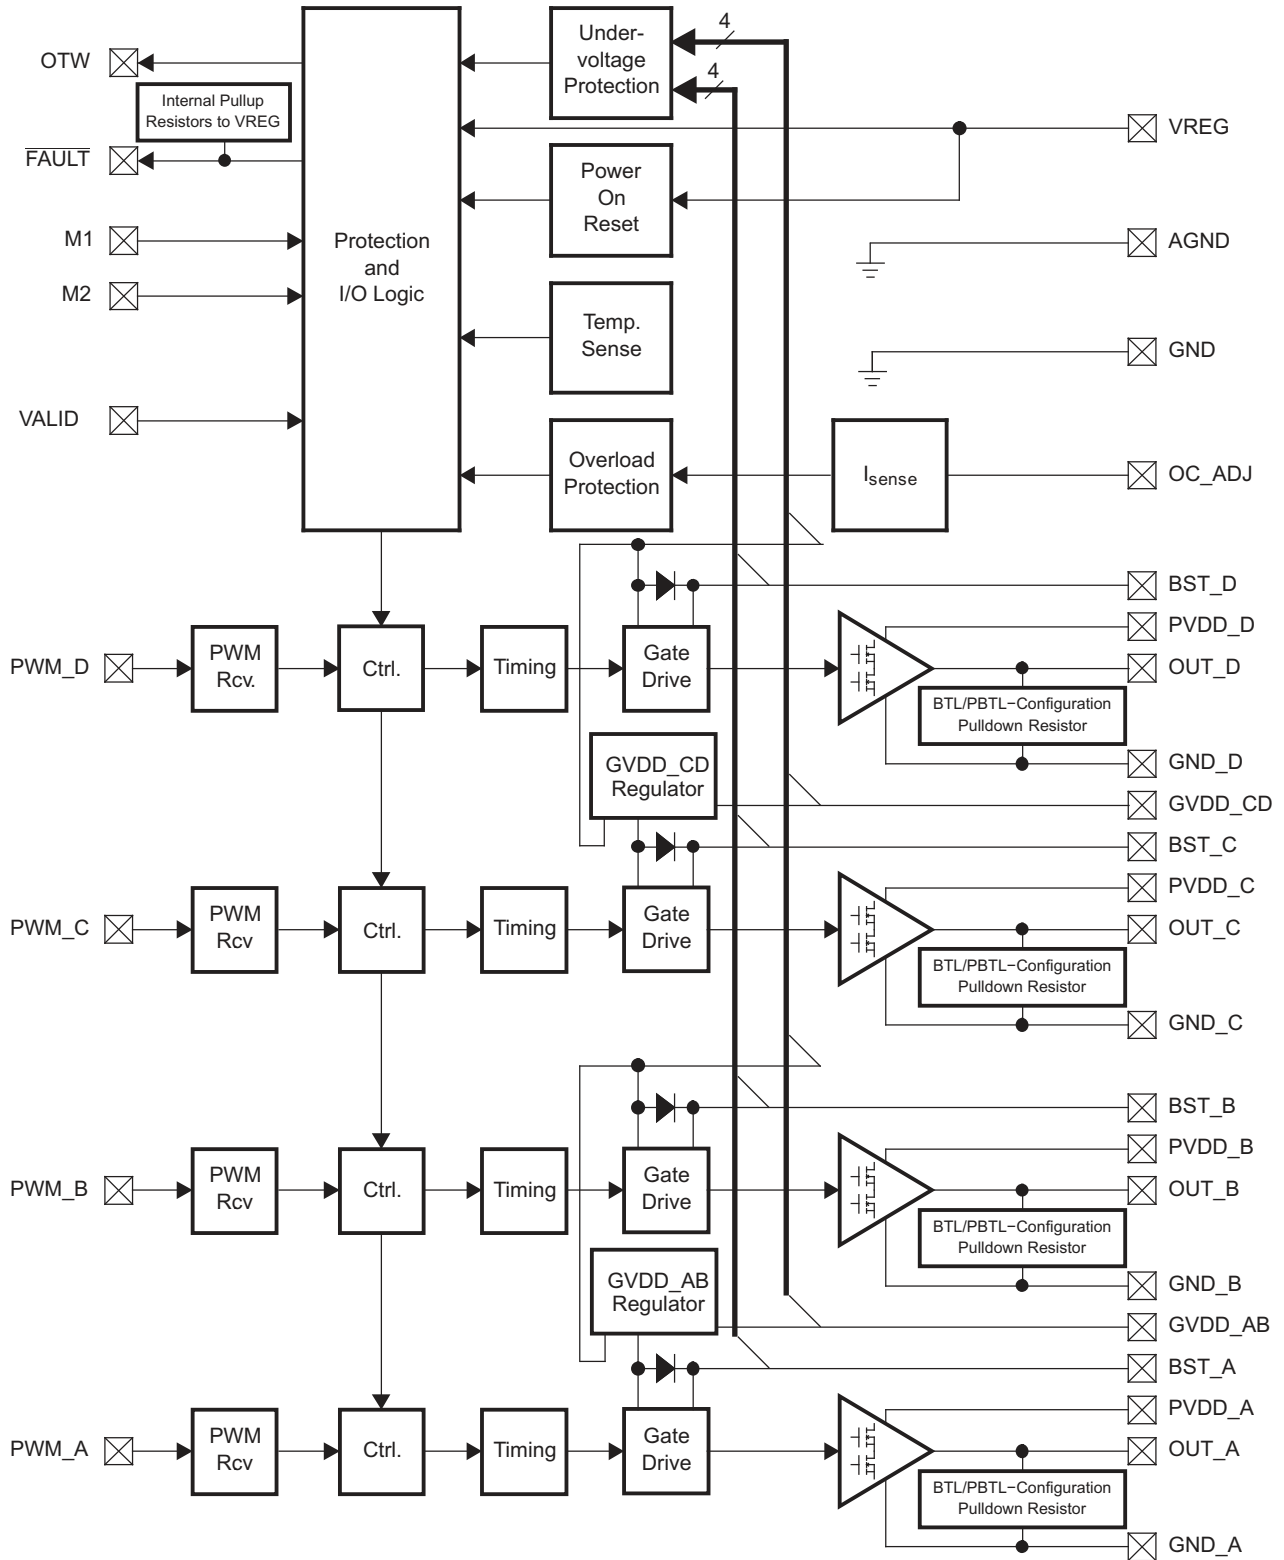 4
Under-
voltage
Protection
4
OTW
Internal Pullup
Resistors to VREG
FAULT
VREG
Power
On
Reset
M1
Protection
and
I/O Logic
AGND
M2
Temp.
Sense
GND
VALID
Overload
Protection
Isense
OC_ADJ
BST_D
PVDD_D
PWM_D
PWM
Rcv.
Ctrl.
Timing
Gate
Drive
OUT_D
BTL/PBTL−Configuration
Pulldown Resistor
GND_D
GVDD_CD
Regulator
GVDD_CD
BST_C
PVDD_C
PWM_C
PWM
Rcv
Ctrl.
Timing
Gate
Drive
OUT_C
BTL/PBTL−Configuration
Pulldown Resistor
GND_C
BST_B
PVDD_B
PWM_B
PWM
Rcv
Ctrl.
Timing
Gate
Drive
OUT_B
BTL/PBTL−Configuration
Pulldown Resistor
GND_B
GVDD_AB
Regulator
GVDD_AB
BST_A
PVDD_A
PWM_A
PWM
Rcv
Ctrl.
Timing
Gate
Drive
OUT_A
BTL/PBTL−Configuration
Pulldown Resistor
GND_A